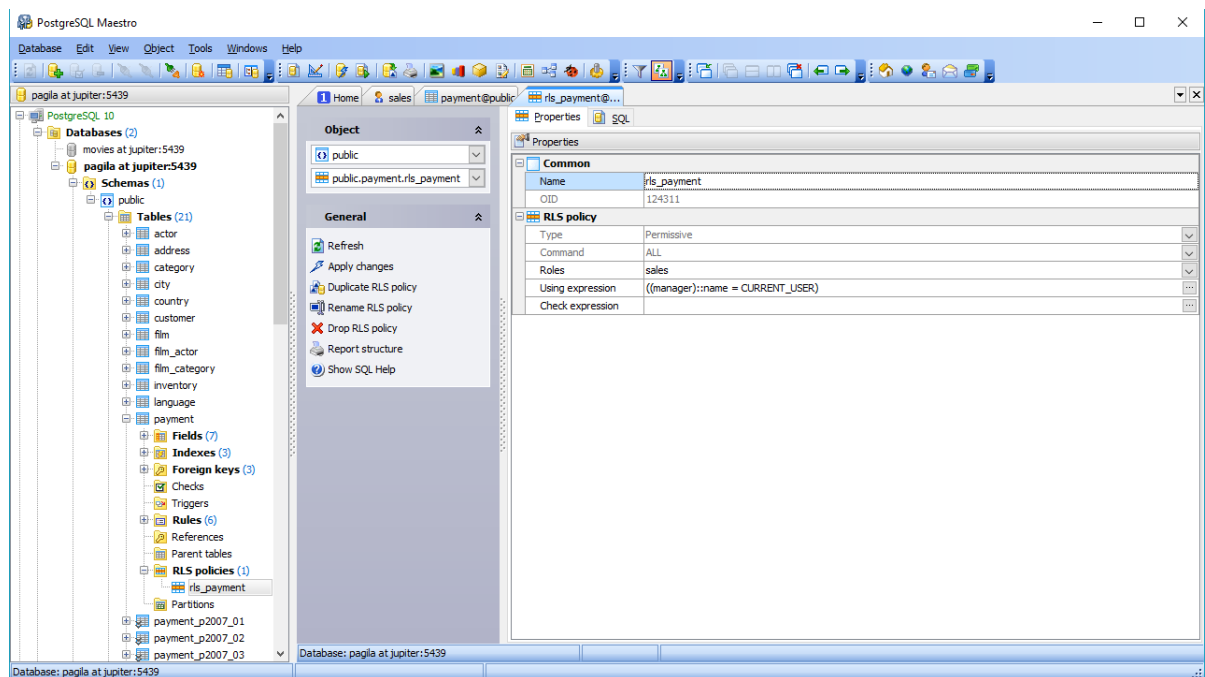 PostgreSQL Maestro
Database Edit View Object Tools Windows Help
pagila at jupiter:5439
PostgreSQL 10
Databases (2)
movies at jupiter:5439
pagila at jupiter:5439
Schemas (1)
public
Tables (21)
actor
address
category
city
country
customer
film
film_actor
film_category
inventory
language
payment
Fields (7)
Indexes (3)
Foreign keys (3)
Checks
Triggers
Rules (6)
References
Parent tables
RLS policies (1)
rls_payment
Partitions
payment_p2007_01
payment_p2007_02
payment_p2007_03
1 Home sales payment@public rls_payment@...
Object
public
public.payment.rls_payment
General
Refresh
Apply changes
Duplicate RLS policy
Rename RLS policy
Drop RLS policy
Report structure
Show SQL Help
Properties SQL
Properties
Common
Name rls_payment
OID 124311
RLS policy
Type Permissive
Command ALL
Roles sales
Using expression ((manager)::name = CURRENT_USER)
Check expression
Database: pagila at jupiter:5439
Database: pagila at jupiter:5439